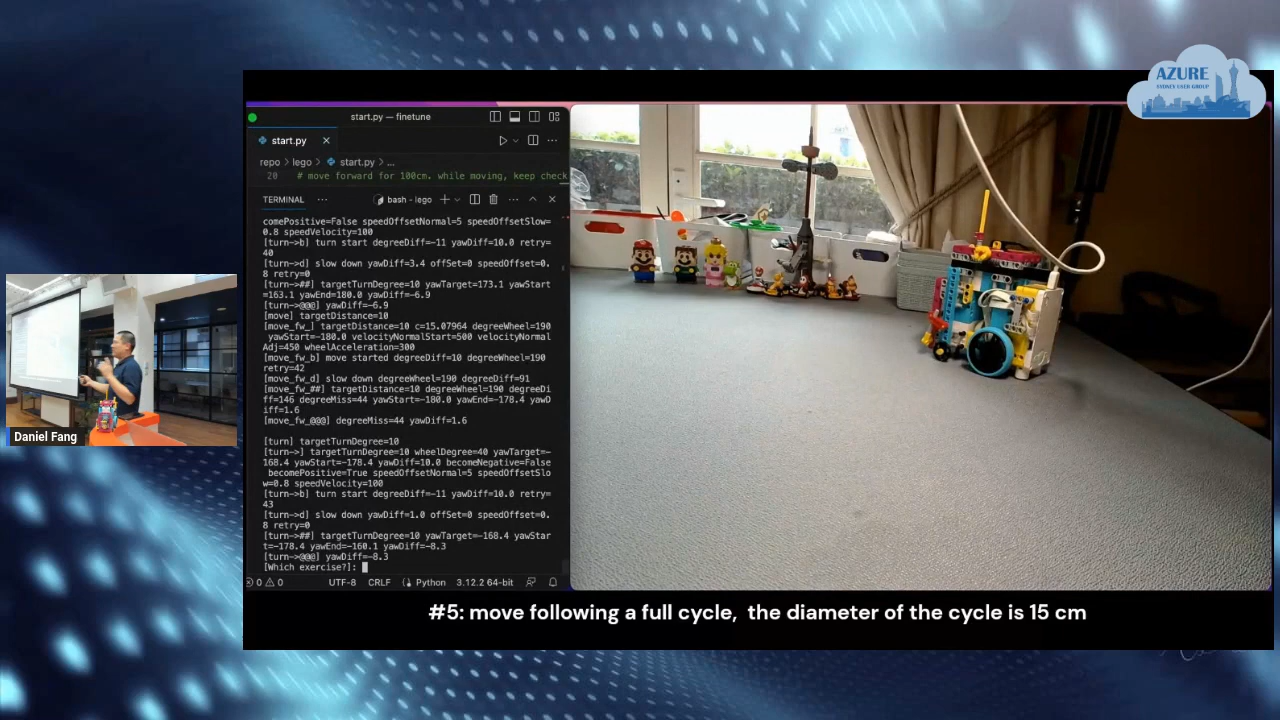 AZURE
SYDNEY USER GROUP
start.py — finetune
start.py
repo > lego > start.py > ...
20 # move forward for 100cm. while moving, keep check
TERMINAL ... bash - lego
comePositive=False speedOffsetNormal=5 speedOffsetSlow=
0.8 speedVelocity=100
[turn->b] turn start degreeDiff=-11 yawDiff=10.0 retry=
40
[turn->d] slow down yawDiff=3.4 offSet=0 speedOffset=0.
8 retry=0
[turn->##] targetTurnDegree=10 yawTarget=173.1 yawStart
=163.1 yawEnd=180.0 yawDiff=-6.9
[turn->@@@] yawDiff=-6.9
[move] targetDistance=10
[move_fw_] targetDistance=10 c=15.07964 degreeWheel=190
yawStart=-180.0 velocityNormalStart=500 velocityNormal
Adj=450 wheelAcceleration=300
[move_fw_b] move started degreeDiff=10 degreeWheel=190
retry=42
[move_fw_d] slow down degreeWheel=190 degreeDiff=91
[move_fw_##] targetDistance=10 degreeWheel=190 degreeDi
ff=146 degreeMiss=44 yawStart=-180.0 yawEnd=-178.4 yawD
iff=1.6
[move_fw_@@@] degreeMiss=44 yawDiff=1.6
[turn] targetTurnDegree=10
[turn->] targetTurnDegree=10 wheelDegree=40 yawTarget=-
168.4 yawStart=-178.4 yawDiff=10.0 becomeNegative=False
becomePositive=True speedOffsetNormal=5 speedOffsetSlo
w=0.8 speedVelocity=100
[turn->b] turn start degreeDiff=-11 yawDiff=10.0 retry=
43
[turn->d] slow down yawDiff=1.0 offSet=0 speedOffset=0.
8 retry=0
[turn->##] targetTurnDegree=10 yawTarget=-168.4 yawStar
t=-178.4 yawEnd=-160.1 yawDiff=-8.3
[turn->@@@] yawDiff=-8.3
[Which exercise?]:
0 0 UTF-8 CRLF Python 3.12.2 64-bit
Daniel Fang
#5: move following a full cycle, the diameter of the cycle is 15 cm